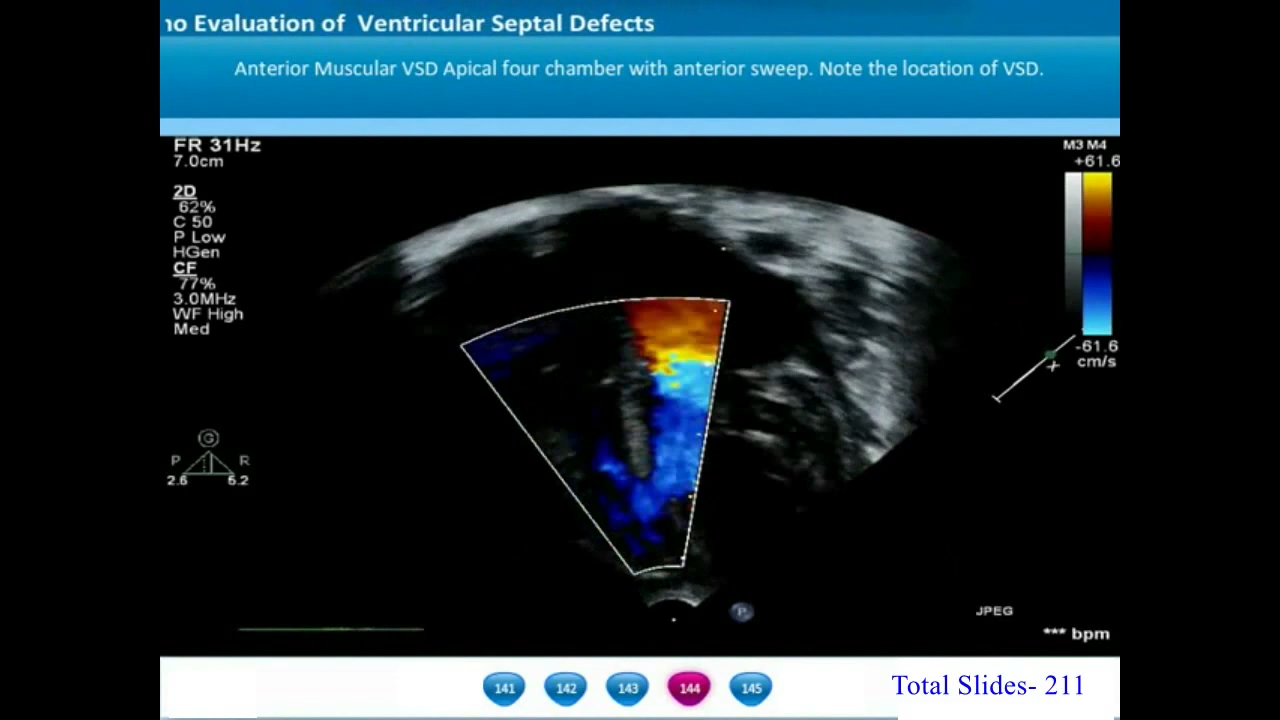 no Evaluation of Ventricular Septal Defects
Anterior Muscular VSD Apical four chamber with anterior sweep. Note the location of VSD.
FR 31Hz
7.0cm
2D
62%
C 50
P Low
HGen
CF
77%
3.0MHz
WF High
Med
M3 M4
+61.6
-61.6
cm/s
G
P R
2.6 5.2
P
JPEG
*** bpm
141 142 143 144 145
Total Slides- 211